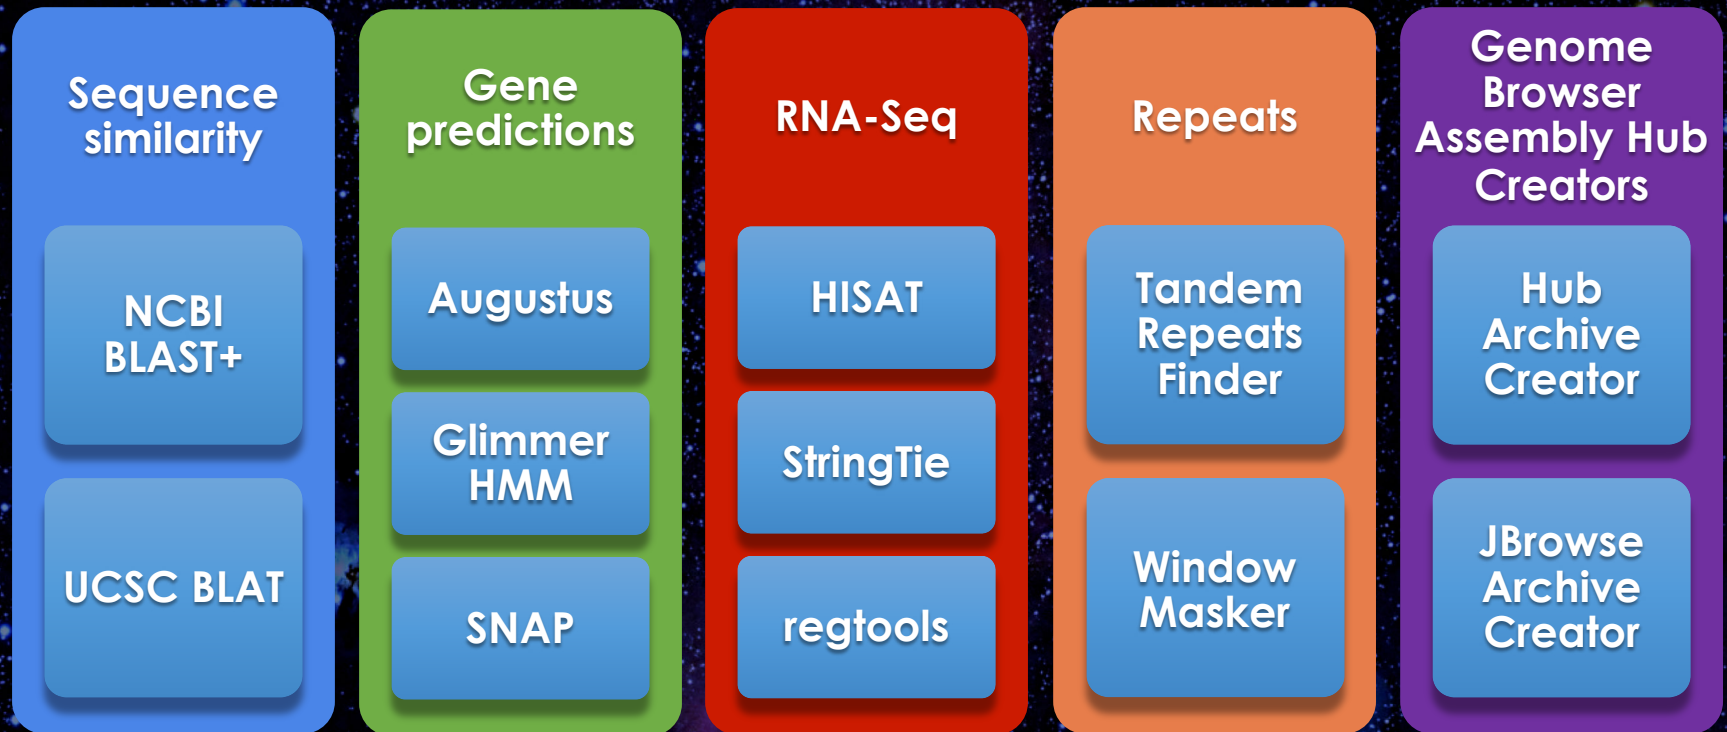 Sequence
similarity
NCBI
BLAST+
UCSC BLAT
Gene
predictions
Augustus
Glimmer
HMM
SNAP
RNA-Seq
HISAT
StringTie
regtools
Repeats
Tandem
Repeats
Finder
Window
Masker
Genome
Browser
Assembly Hub
Creators
Hub
Archive
Creator
JBrowse
Archive
Creator